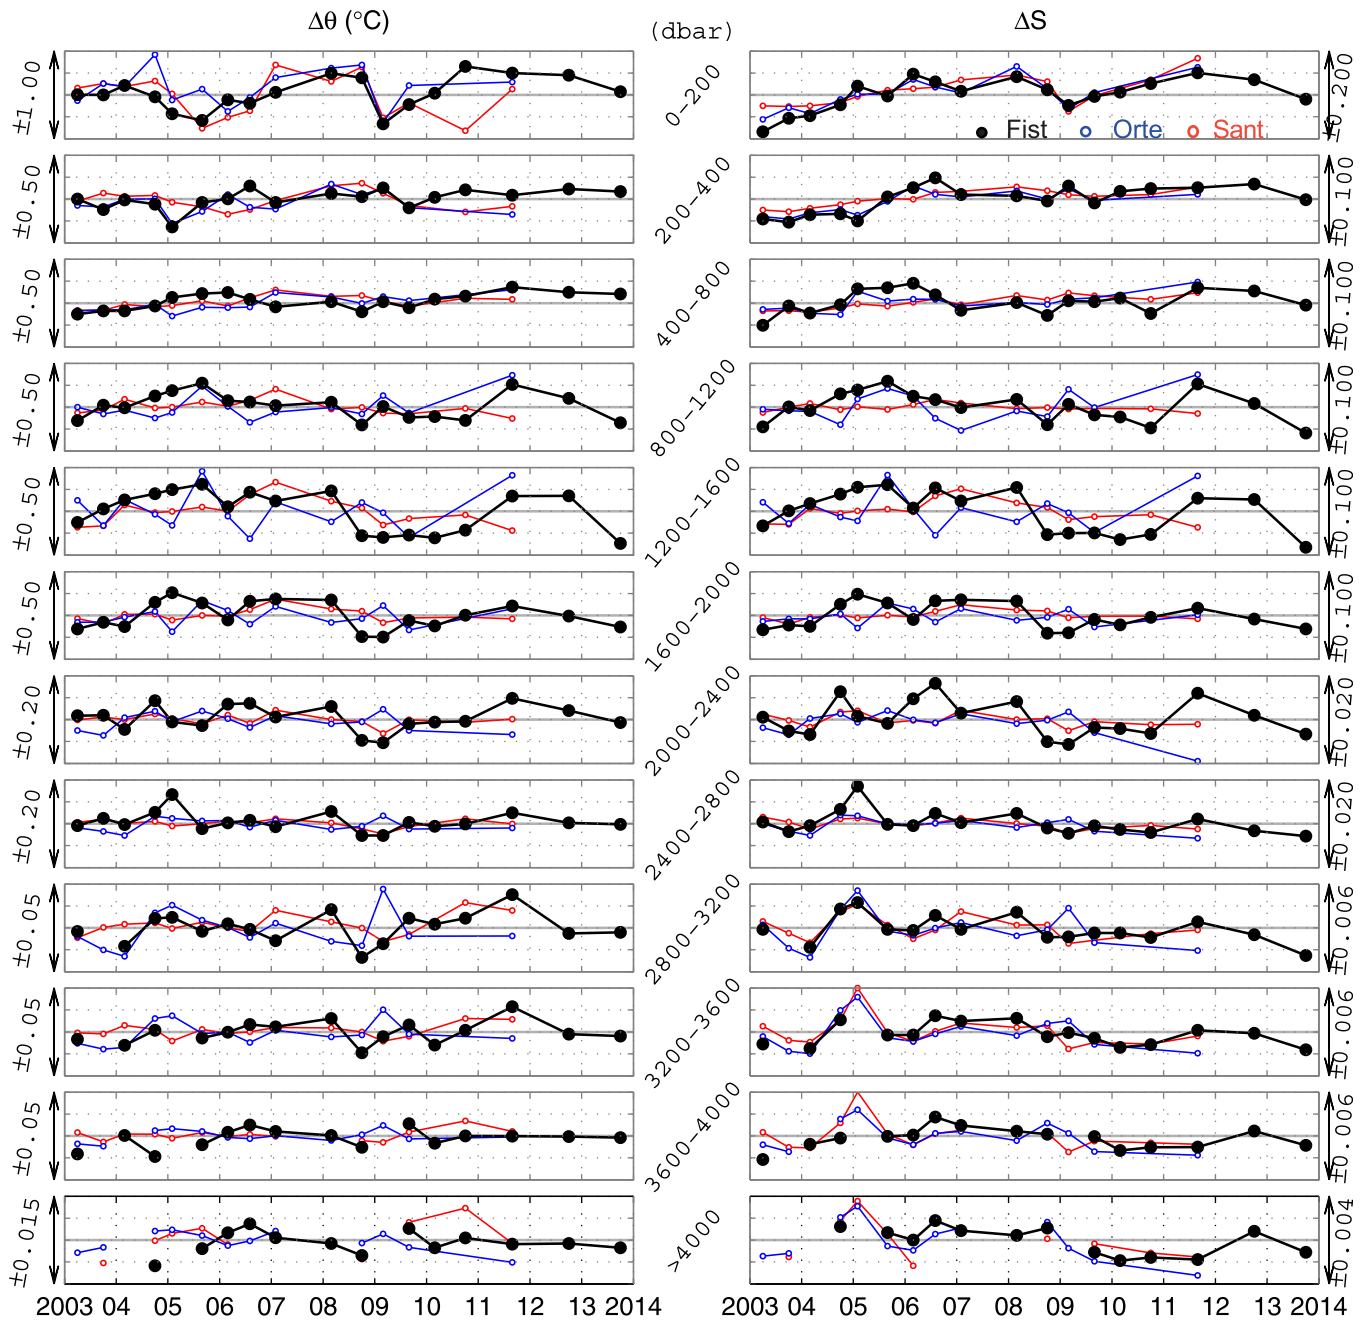 Δθ (°C) (dbar) ΔS
±1.00 0−200 ±0.200
Fist Orte Sant
±0.50 200−400 ±0.100
±0.50 400−800 ±0.100
±0.50 800−1200 ±0.100
±0.50 1200−1600 ±0.100
±0.50 1600−2000 ±0.100
±0.20 2000−2400 ±0.020
±0.20 2400−2800 ±0.020
±0.05 2800−3200 ±0.006
±0.05 3200−3600 ±0.006
±0.05 3600−4000 ±0.006
±0.015 >4000 ±0.004
2003 04 05 06 07 08 09 10 11 12 13 2014 2003 04 05 06 07 08 09 10 11 12 13 2014